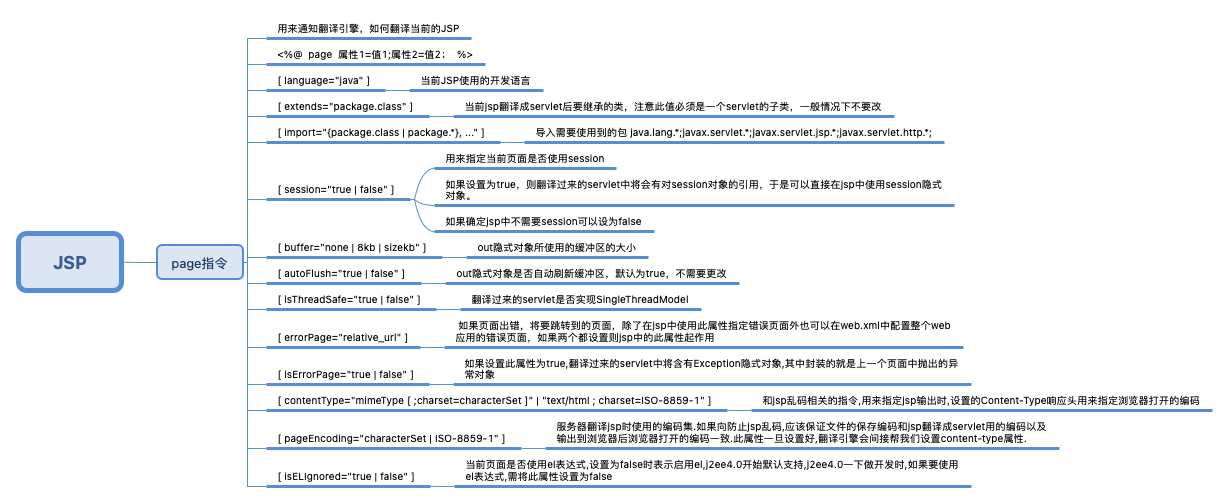 用来通知翻译引擎，如何翻译当前的JSP
<%@ page 属性1=值1;属性2=值2； %>
[ language="java" ] 当前JSP使用的开发语言
[ extends="package.class" ] 当前jsp翻译成servlet后要继承的类，注意此值必须是一个servlet的子类，一般情况下不要改
[ import="{package.class | package.*}, ..." ] 导入需要使用到的包 java.lang.*;javax.servlet.*;javax.servlet.jsp.*;javax.servlet.http.*;
用来指定当前页面是否使用session
[ session="true | false" ]
如果设置为true，则翻译过来的servlet中将会有对session对象的引用，于是可以直接在jsp中使用session隐式
对象。
如果确定jsp中不需要session可以设为false
JSP
page指令
[ buffer="none | 8kb | sizekb" ] out隐式对象所使用的缓冲区的大小
[ autoFlush="true | false" ] out隐式对象是否自动刷新缓冲区，默认为true，不需要更改
[ isThreadSafe="true | false" ] 翻译过来的servlet是否实现SingleThreadModel
[ errorPage="relative_url" ]
如果页面出错，将要跳转到的页面，除了在jsp中使用此属性指定错误页面外也可以在web.xml中配置整个web
应用的错误页面，如果两个都设置则jsp中的此属性起作用
[ isErrorPage="true | false" ]
如果设置此属性为true,翻译过来的servlet中将含有Exception隐式对象,其中封装的就是上一个页面中抛出的异
常对象
[ contentType="mimeType [ ;charset=characterSet ]" | "text/html ; charset=ISO-8859-1" ] 和jsp乱码相关的指令,用来指定jsp输出时,设置的Content-Type响应头用来指定浏览器打开的编码
[ pageEncoding="characterSet | ISO-8859-1" ]
服务器翻译jsp时使用的编码集.如果向防止jsp乱码,应该保证文件的保存编码和jsp翻译成servlet用的编码以及
输出到浏览器后浏览器打开的编码一致.此属性一旦设置好,翻译引擎会间接帮我们设置content-type属性.
[ isELIgnored="true | false" ]
当前页面是否使用el表达式,设置为false时表示启用el,j2ee4.0开始默认支持,j2ee4.0一下做开发时,如果要使用
el表达式,需将此属性设置为false